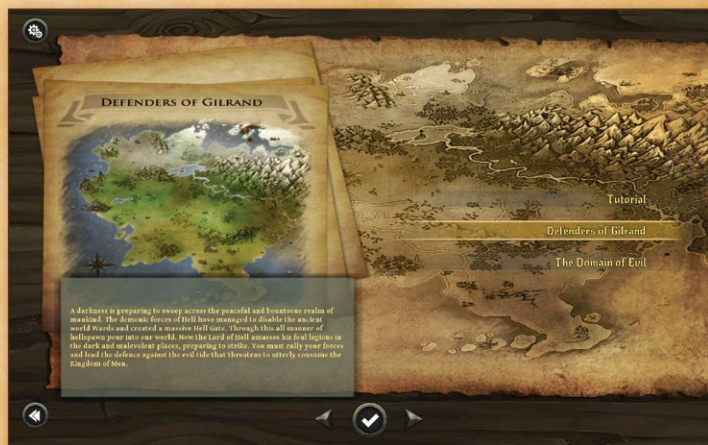 Defenders of Gilrand
A darkness is preparing to sweep across the peaceful and bounteous realm of
mankind. The demonic forces of Hell have managed to disable the ancient
world Wards and created a massive Hell Gate. Through this all manner of
hellspawn pour into our world. Now the Lord of Hell amasses his foul legions in
the dark and malevolent places, preparing to strike. You must rally your forces
and lead the defence against the evil tide that threatens to utterly consume the
Kingdom of Men.
Tutorial
Defenders of Gilrand
The Domain of Evil